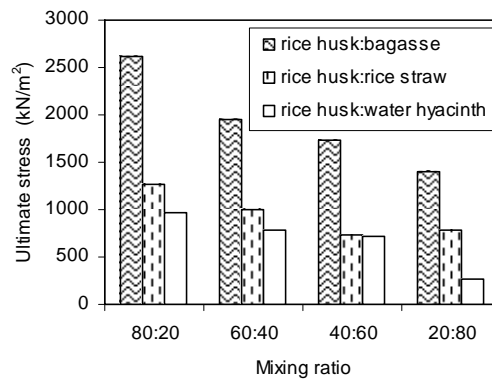 3000
2500
2000
1500
1000
500
0
Ultimate stress (kN/m²)
rice husk:bagasse
rice husk:rice straw
rice husk:water hyacinth
80:20
60:40
40:60
20:80
Mixing ratio